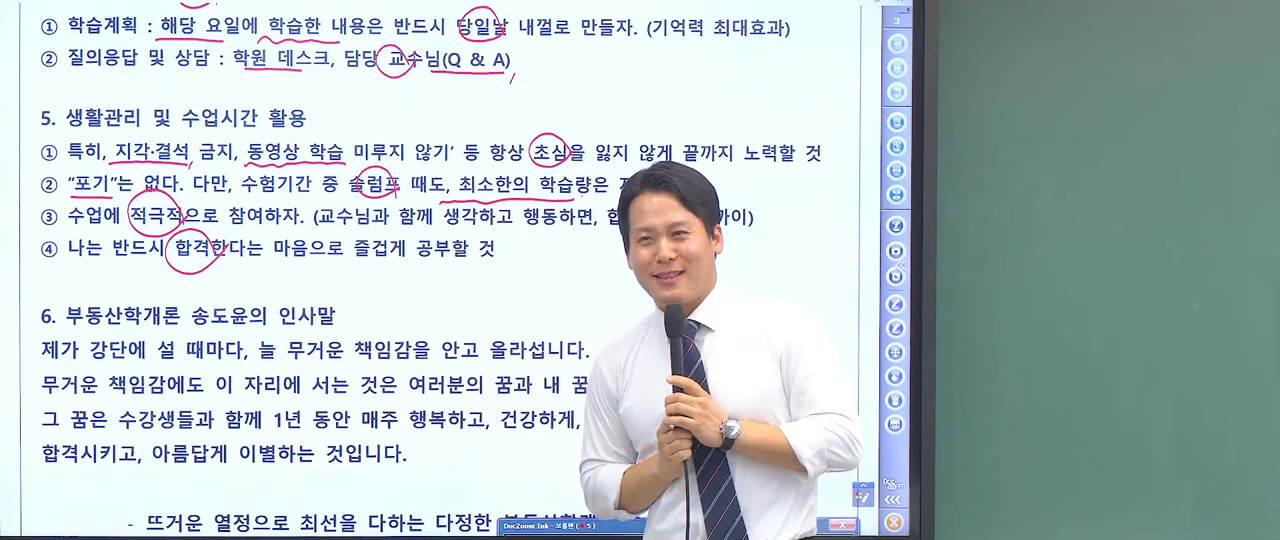 ① 학습계획 : 해당 요일에 학습한 내용은 반드시 당일날 내껄로 만들자. (기억력 최대효과)
② 질의응답 및 상담 : 학원 데스크, 담당 교수님(Q & A)
5. 생활관리 및 수업시간 활용
① 특히, 지각·결석 금지, 동영상 학습 미루지 않기’ 등 항상 초심을 잃지 않게 끝까지 노력할 것
② “포기”는 없다. 다만, 수험기간 중 슬럼프 때도, 최소한의 학습량은
③ 수업에 적극적으로 참여하자. (교수님과 함께 생각하고 행동하면, 까이)
④ 나는 반드시 합격한다는 마음으로 즐겁게 공부할 것
6. 부동산학개론 송도윤의 인사말
제가 강단에 설 때마다, 늘 무거운 책임감을 안고 올라섭니다.
무거운 책임감에도 이 자리에 서는 것은 여러분의 꿈과 내 꿈
그 꿈은 수강생들과 함께 1년 동안 매주 행복하고, 건강하게,
합격시키고, 아름답게 이별하는 것입니다.
- 뜨거운 열정으로 최선을 다하는 다정한
DocZoom Ink - 보통펜 ( 5 )
3